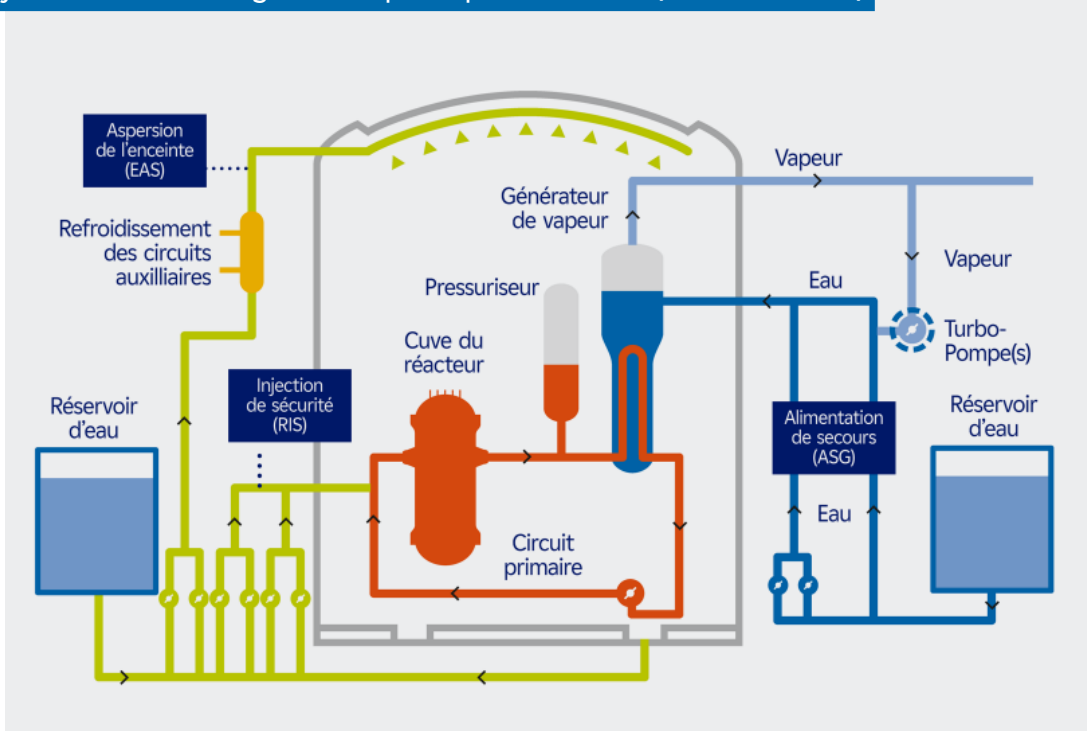 Aspersion
de l'enceinte
(EAS)
Refroidissement
des circuits
auxilliaires
Réservoir
d'eau
Injection
de sécurité
(RIS)
Pressuriseur
Cuve du
réacteur
Générateur
de vapeur
Circuit
primaire
Vapeur
Vapeur
Eau
Turbo-
Pompe(s)
Alimentation
de secours
(ASG)
Réservoir
d'eau
Eau